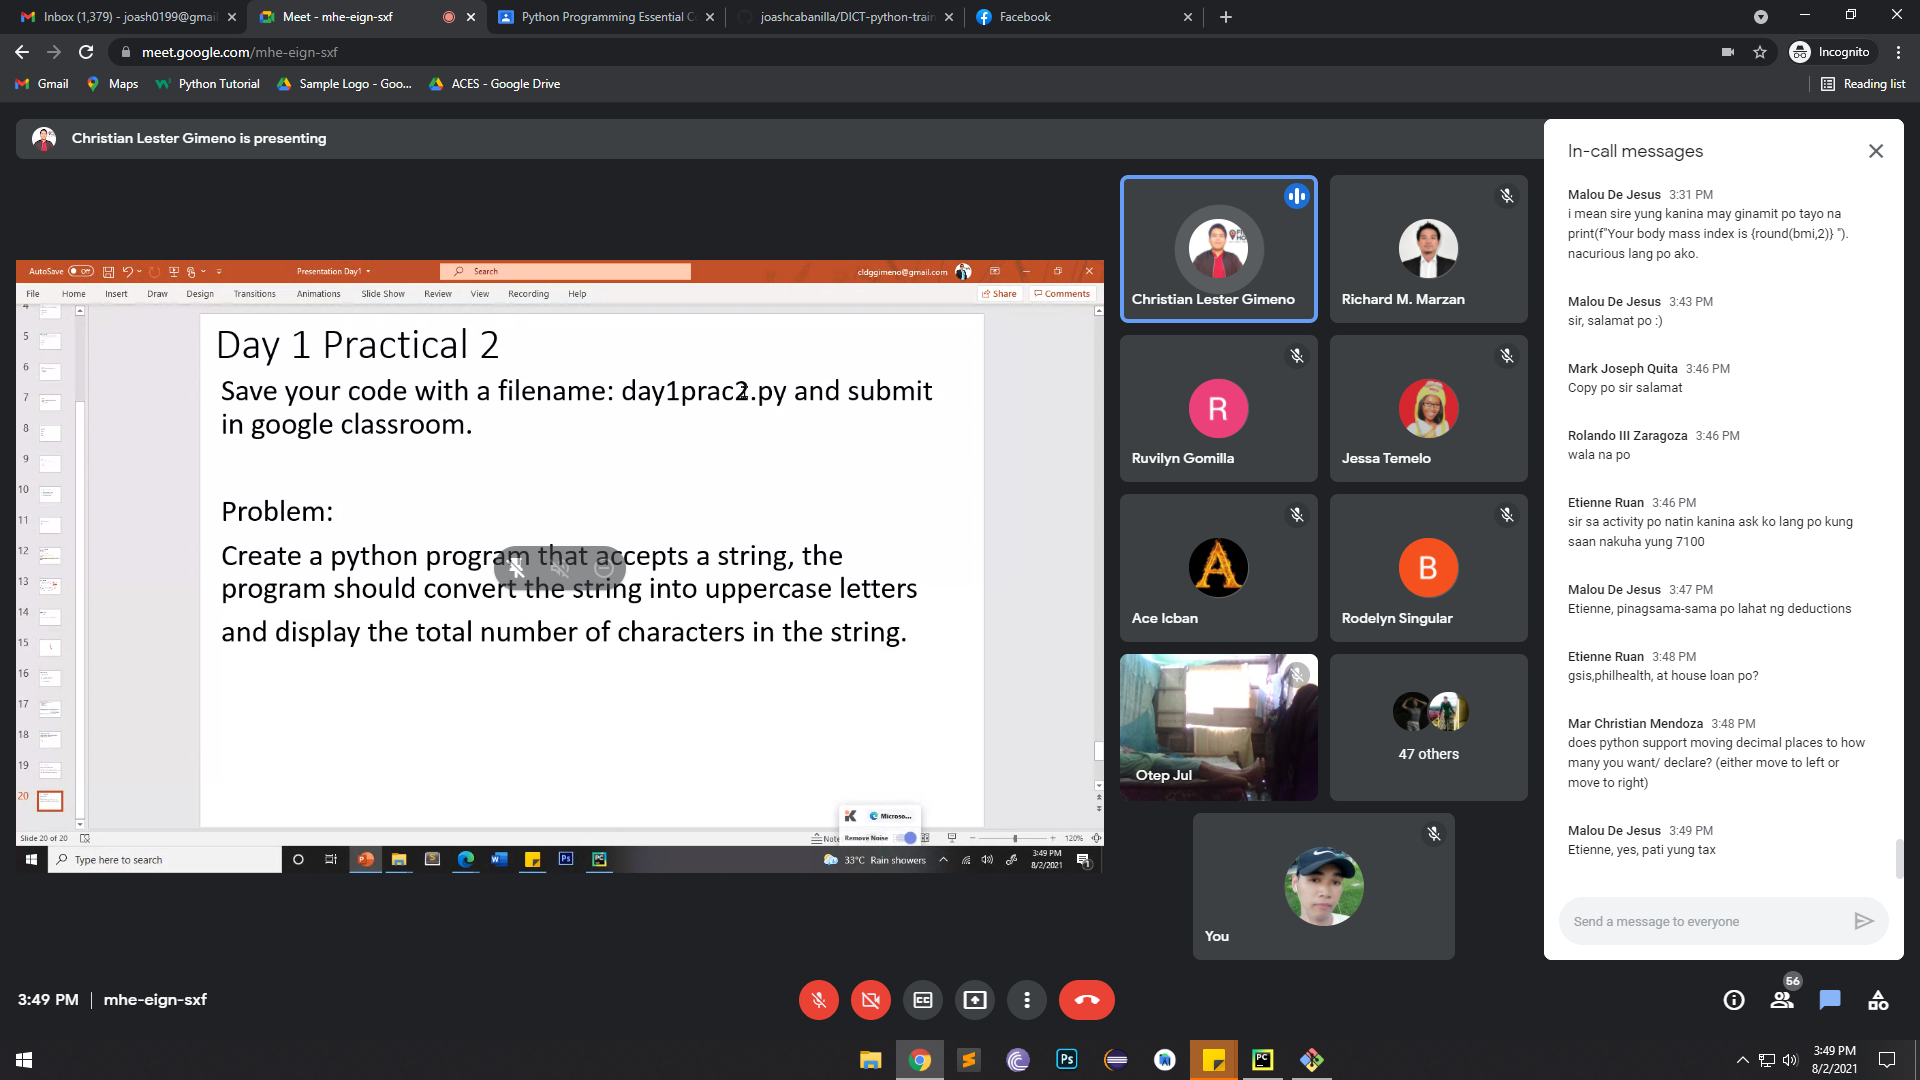 Inbox (1,379) - joash0199@gmai
Meet - mhe-eign-sxf
Python Programming Essential C
joashcabanilla/DICT-python-train
Facebook
meet.google.com/mhe-eign-sxf
Incognito
Gmail
Maps
Python Tutorial
Sample Logo - Goo...
ACES - Google Drive
Reading list
Christian Lester Gimeno is presenting
AutoSave
Off
Presentation Day1
Search
cldggimeno@gmail.com
File
Home
Insert
Draw
Design
Transitions
Animations
Slide Show
Review
View
Recording
Help
Share
Comments
4
5
6
7
8
9
10
11
12
13
14
15
16
17
18
19
20
Day 1 Practical 2
Save your code with a filename: day1prac2.py and submit
in google classroom.
Problem:
Create a python program that accepts a string, the
program should convert the string into uppercase letters
and display the total number of characters in the string.
Microso...
Remove Noise
Slide 20 of 20
Note
120%
Type here to search
33°C Rain showers
3:49 PM
8/2/2021
Christian Lester Gimeno
Richard M. Marzan
R
Ruvilyn Gomilla
Jessa Temelo
A
Ace Icban
B
Rodelyn Singular
Otep Jul
47 others
You
In-call messages
Malou De Jesus 3:31 PM
i mean sire yung kanina may ginamit po tayo na
print(f"Your body mass index is {round(bmi,2)} ").
nacurious lang po ako.
Malou De Jesus 3:43 PM
sir, salamat po :)
Mark Joseph Quita 3:46 PM
Copy po sir salamat
Rolando III Zaragoza 3:46 PM
wala na po
Etienne Ruan 3:46 PM
sir sa activity po natin kanina ask ko lang po kung
saan nakuha yung 7100
Malou De Jesus 3:47 PM
Etienne, pinagsama-sama po lahat ng deductions
Etienne Ruan 3:48 PM
gsis,philhealth, at house loan po?
Mar Christian Mendoza 3:48 PM
does python support moving decimal places to how
many you want/ declare? (either move to left or
move to right)
Malou De Jesus 3:49 PM
Etienne, yes, pati yung tax
Send a message to everyone
3:49 PM | mhe-eign-sxf
56
3:49 PM
8/2/2021